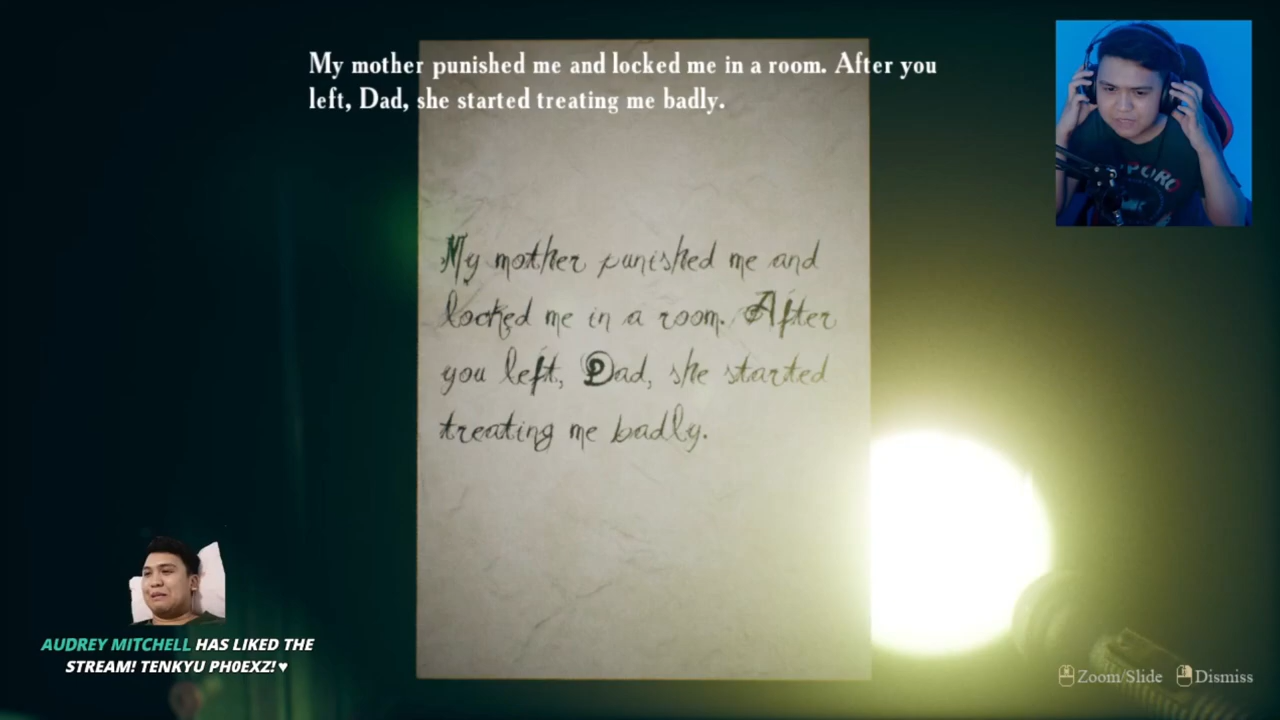 My mother punished me and locked me in a room. After you
left, Dad, she started treating me badly.
My mother punished me and
locked me in a room. After
you left, Dad, she started
treating me badly.
AUDREY MITCHELL HAS LIKED THE
STREAM! TENKYU PH0EXZ!♥
Zoom/Slide Dismiss